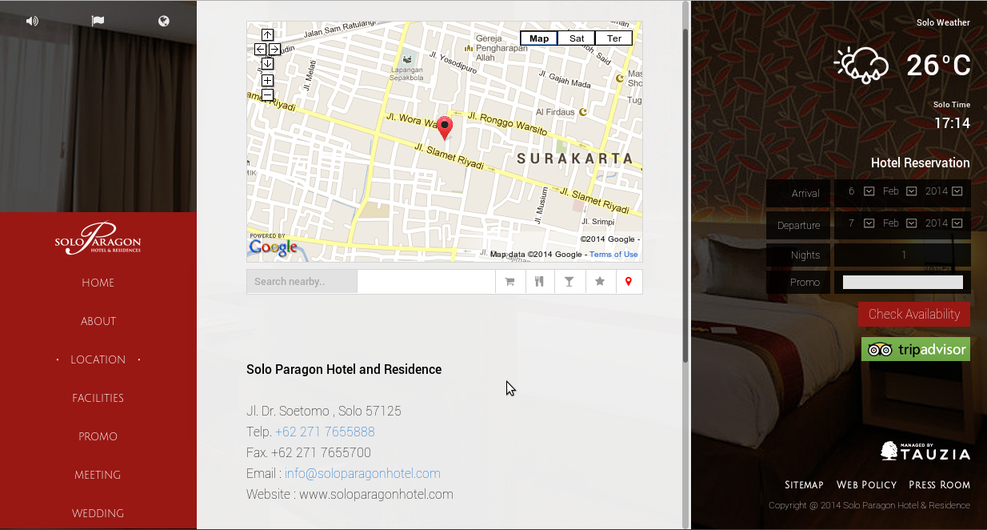 SOLO PARAGON
HOTEL & RESIDENCES
HOME
ABOUT
· LOCATION ·
FACILITIES
PROMO
MEETING
WEDDING
Jalan Sam Ratulangi
Gereja
Pengharapan
Allah
Map
Sat
Ter
Jl. Melati
Lapangan
Sepakbola
Jl. Yosodipuro
Jl. Gajah Mada
Said
Al Firdaus
Riyadi
Jl. Wora Wa
Jl. Ronggo Warsito
Jl. Slamet Riyadi
SURAKARTA
Jl. Slamet Riyadi
Jl. Musium
Jl. Sripi
POWERED BY
Google
©2014 Google -
Map data ©2014 Google - Terms of Use
Search nearby..
Solo Paragon Hotel and Residence
Jl. Dr. Soetomo , Solo 57125
Telp. +62 271 7655888
Fax. +62 271 7655700
Email : info@soloparagonhotel.com
Website : www.soloparagonhotel.com
Solo Weather
26°C
Solo Time
17:14
Hotel Reservation
Arrival 6 Feb 2014
Departure 7 Feb 2014
Nights 1
Promo
Check Availability
tripadvisor
MANAGED BY
TAUZIA
SITEMAP WEB POLICY PRESS ROOM
Copyright @ 2014 Solo Paragon Hotel & Residence